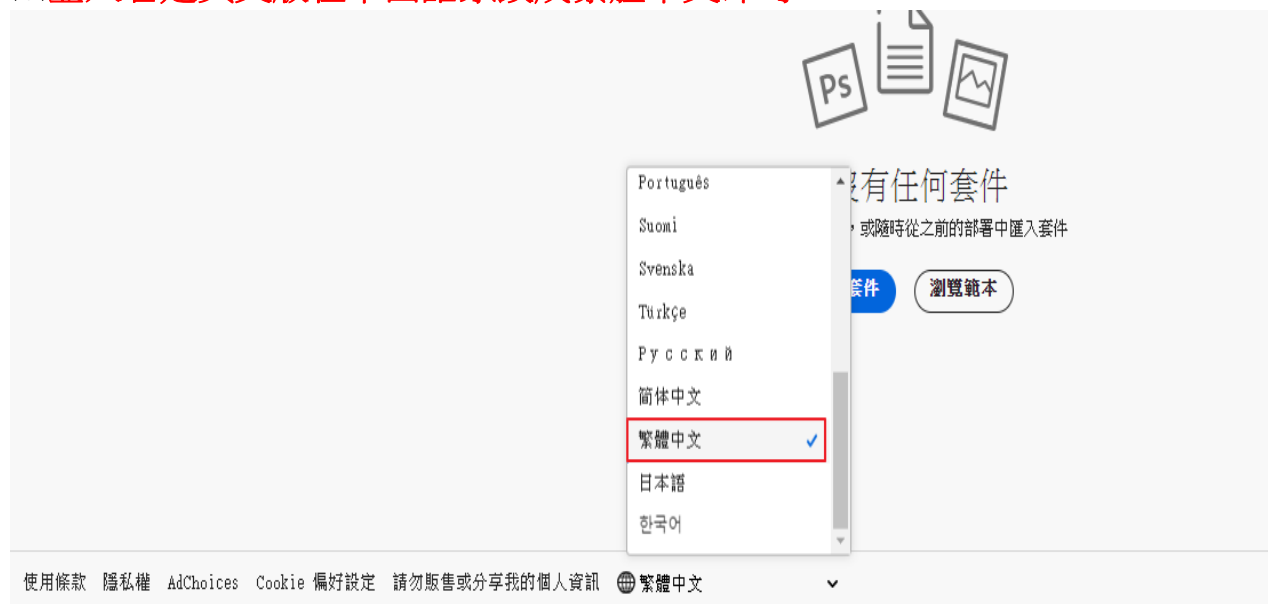 Ps
沒有任何套件
，或隨時從之前的部署中匯入套件
套件
瀏覽範本
Português
Suomi
Svenska
Türkçe
Русский
简体中文
繁體中文
日本語
한국어
使用條款 隱私權 AdChoices Cookie 偏好設定 請勿販售或分享我的個人資訊 繁體中文